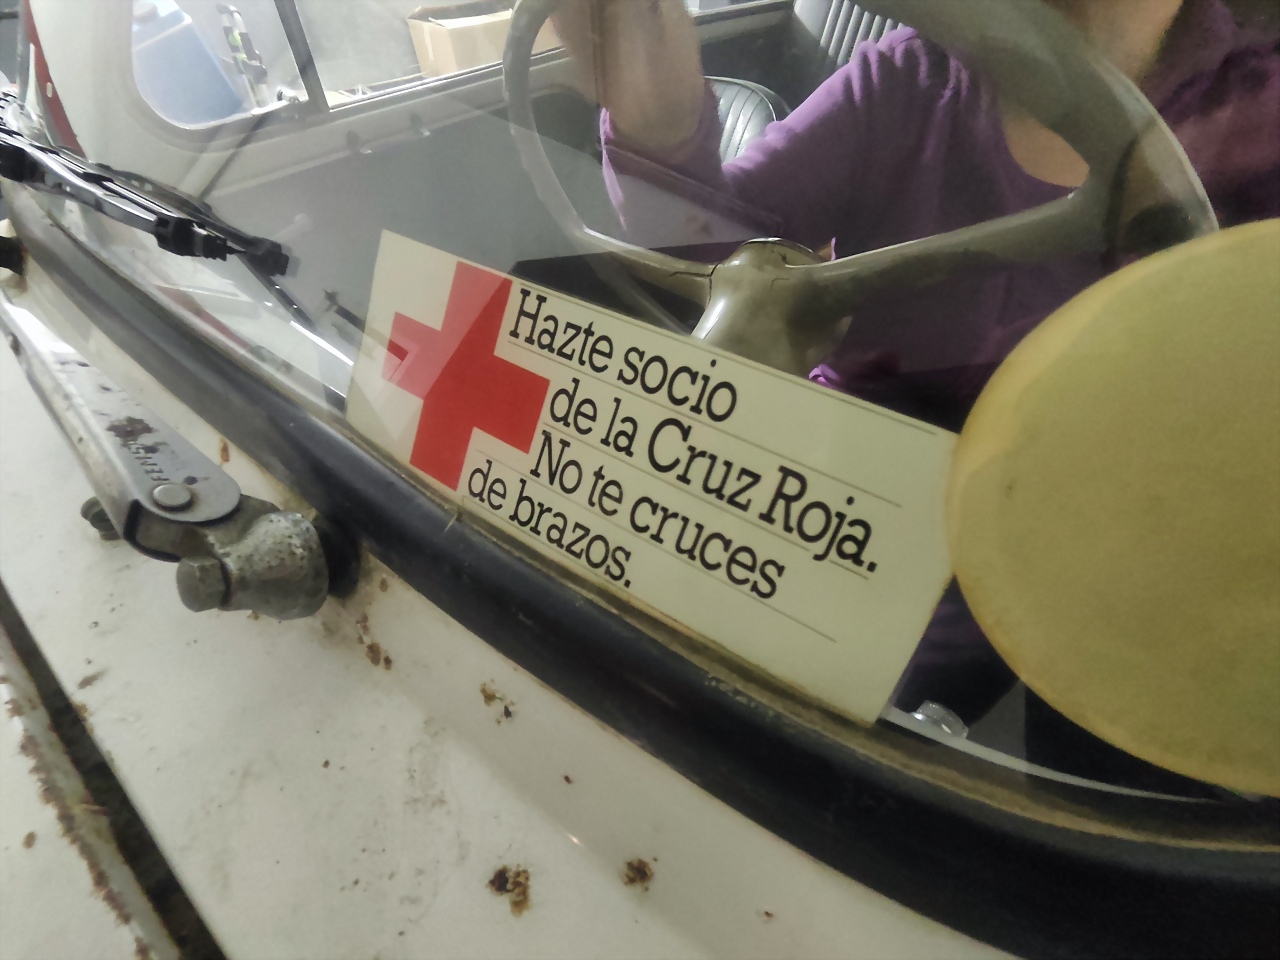 Hazte socio
de la Cruz Roja.
No te cruces
de brazos.